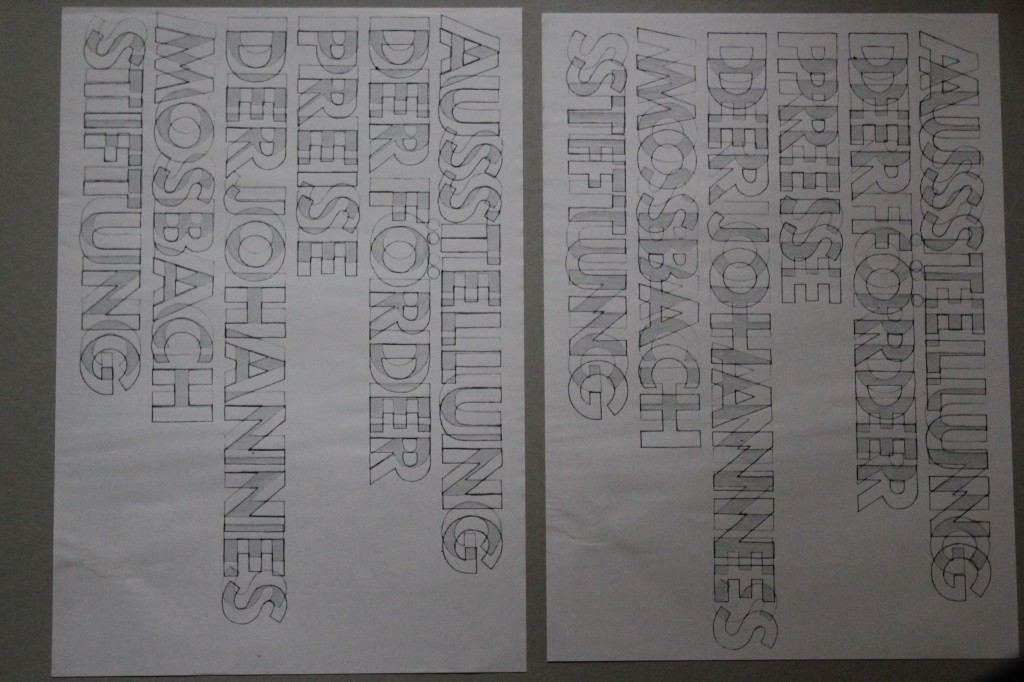 AUSSTELLUNG
DER FÖRDER
PREISE
DER JOHANNES
MOSBACH
STIFTUNG
AUSSTELLUNG
DER FÖRDER
PREISE
DER JOHANNES
MOSBACH
STIFTUNG